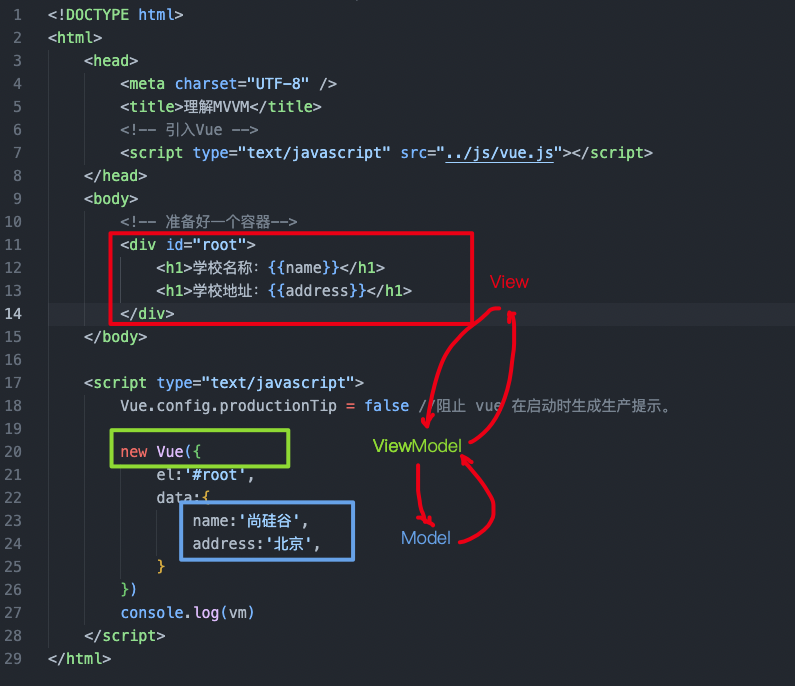 1 <!DOCTYPE html>
2 <html>
3 <head>
4 <meta charset="UTF-8" />
5 <title>理解MVVM</title>
6 <!-- 引入Vue -->
7 <script type="text/javascript" src="../js/vue.js"></script>
8 </head>
9 <body>
10 <!-- 准备好一个容器-->
11 <div id="root">
12 <h1>学校名称：{{name}}</h1>
13 <h1>学校地址：{{address}}</h1>
View
14 </div>
15 </body>
16
17 <script type="text/javascript">
18 Vue.config.productionTip = false //阻止 vue 在启动时生成生产提示。
19
20 new Vue({
ViewModel
21 el:'#root',
22 data:{
23 name:'尚硅谷',
24 address:'北京',
Model
25 }
26 })
27 console.log(vm)
28 </script>
29 </html>